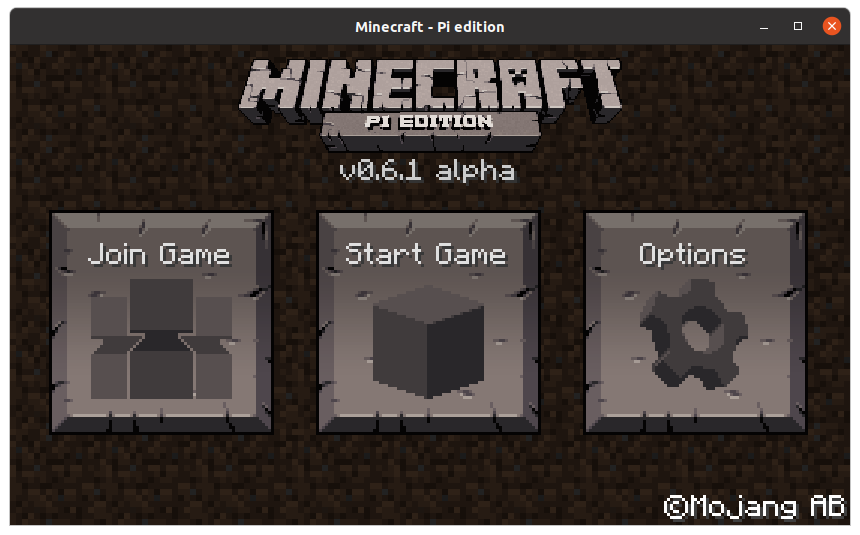 Minecraft - Pi edition
MINECRAFT
PI EDITION
v0.6.1 alpha
Join Game
Start Game
Options
©Mojang AB